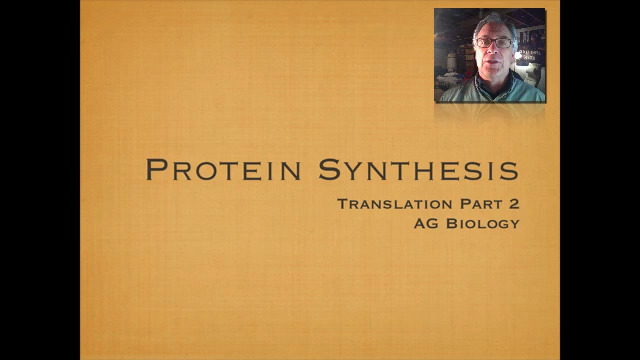 Protein Synthesis
Translation Part 2
AG Biology